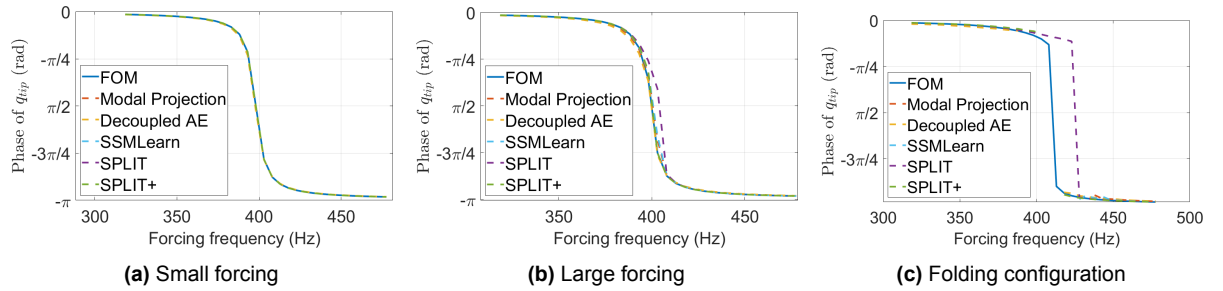 0
-π/4
π/2
-3π/4
-π
Phase of q_tip (rad)
FOM
Modal Projection
Decoupled AE
SSMLearn
SPLIT
SPLIT+
300 350 400 450
Forcing frequency (Hz)
(a) Small forcing
0
-π/4
π/2
-3π/4
-π
Phase of q_tip (rad)
FOM
Modal Projection
Decoupled AE
SSMLearn
SPLIT
SPLIT+
350 400 450
Forcing frequency (Hz)
(b) Large forcing
0
-π/4
π/2
-3π/4
Phase of q_tip (rad)
FOM
Modal Projection
Decoupled AE
SSMLearn
SPLIT
SPLIT+
300 350 400 450 500
Forcing frequency (Hz)
(c) Folding configuration